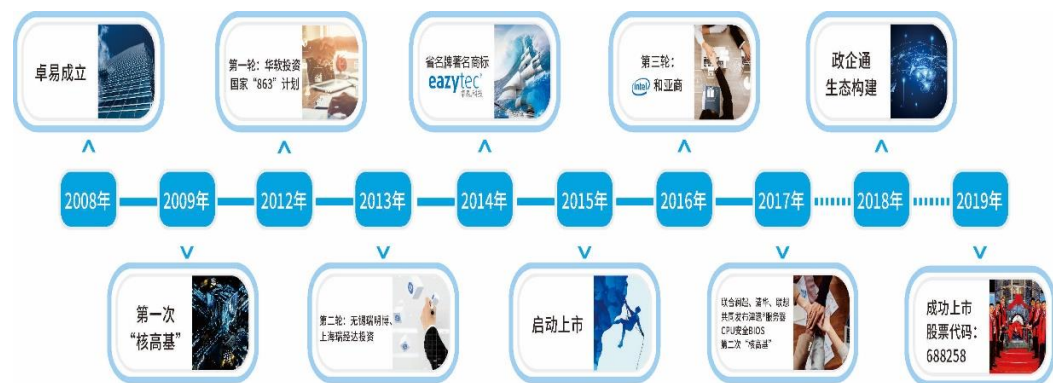 卓易成立
第一轮：华软投资
国家“863”计划
省名牌著名商标
eazytec
第三轮：
intel 和亚商
政企通
生态构建
2008年
2009年
2012年
2013年
2014年
2015年
2016年
2017年
2018年
2019年
第一次
“核高基”
第二轮：无锡瑞明博、
上海瑞经达投资
启动上市
联合澜起、清华、联想
共同发布津逮®服务器
CPU安全BIOS
第二次“核高基”
成功上市
股票代码：
688258